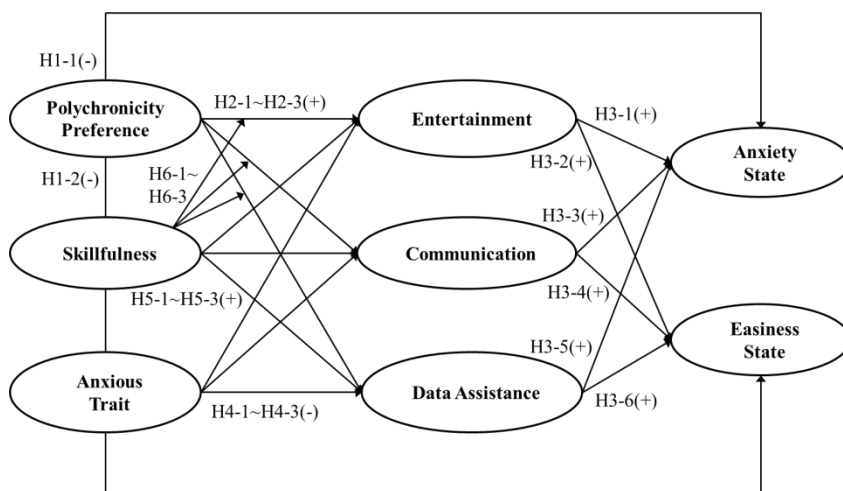 H1-1(-)
Polychronicity
Preference
H2-1~H2-3(+)
Entertainment
H3-1(+)
Anxiety
State
H3-2(+)
H1-2(-)
H6-1~
H6-3
H3-3(+)
Skillfulness
Communication
H5-1~H5-3(+)
H3-4(+)
Easiness
State
H3-5(+)
Anxious
Trait
Data Assistance
H4-1~H4-3(-)
H3-6(+)